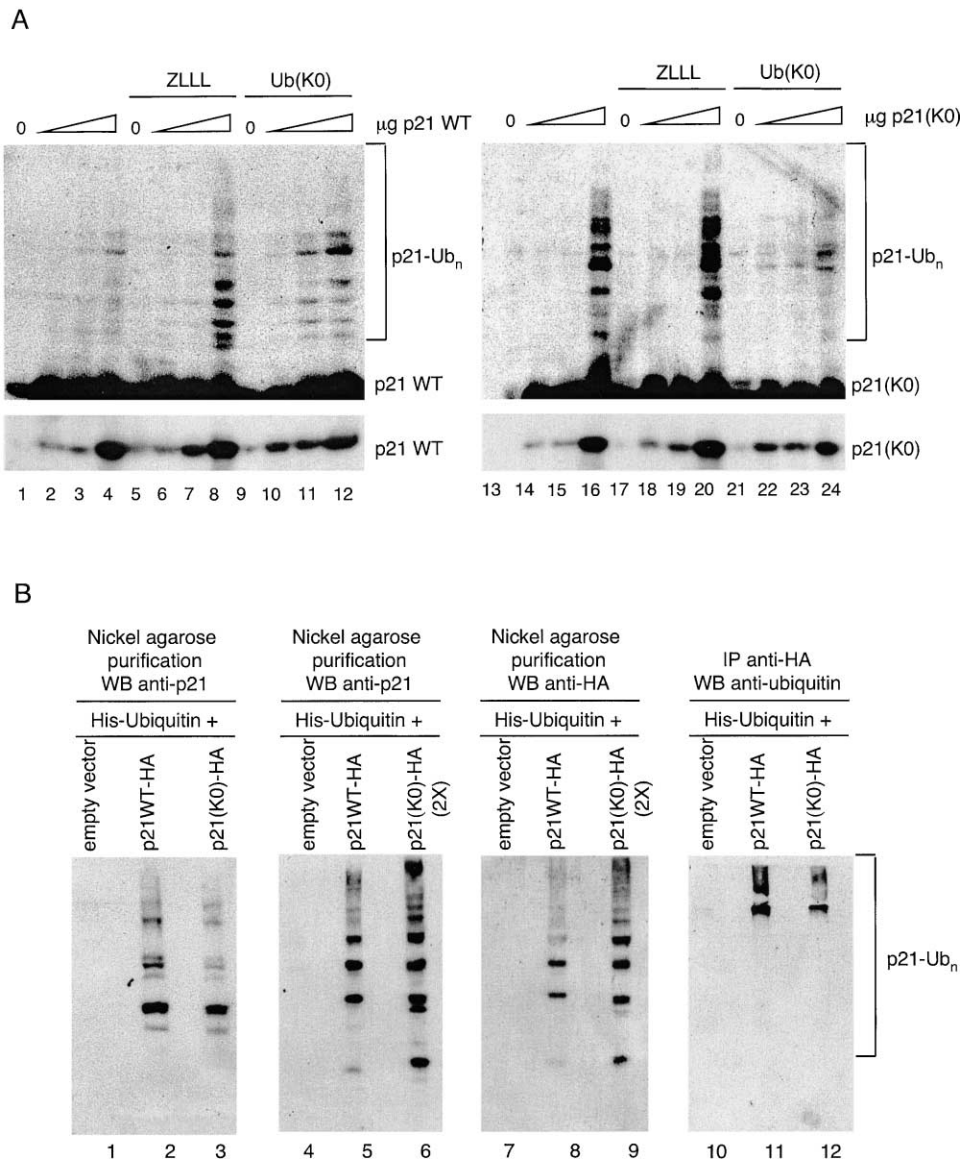 A
ZLLL Ub(K0)
0 0 0 μg p21 WT
p21-Ubn
p21 WT
p21 WT
1 2 3 4 5 6 7 8 9 10 11 12
ZLLL Ub(K0)
0 0 0 μg p21(K0)
p21-Ubn
p21(K0)
p21(K0)
13 14 15 16 17 18 19 20 21 22 23 24
B
Nickel agarose
purification
WB anti-p21
His-Ubiquitin +
empty vector
p21WT-HA
p21(K0)-HA
1 2 3
Nickel agarose
purification
WB anti-p21
His-Ubiquitin +
empty vector
p21WT-HA
p21(K0)-HA
(2X)
4 5 6
Nickel agarose
purification
WB anti-HA
His-Ubiquitin +
empty vector
p21WT-HA
p21(K0)-HA
(2X)
7 8 9
IP anti-HA
WB anti-ubiquitin
His-Ubiquitin +
empty vector
p21WT-HA
p21(K0)-HA
p21-Ubn
10 11 12